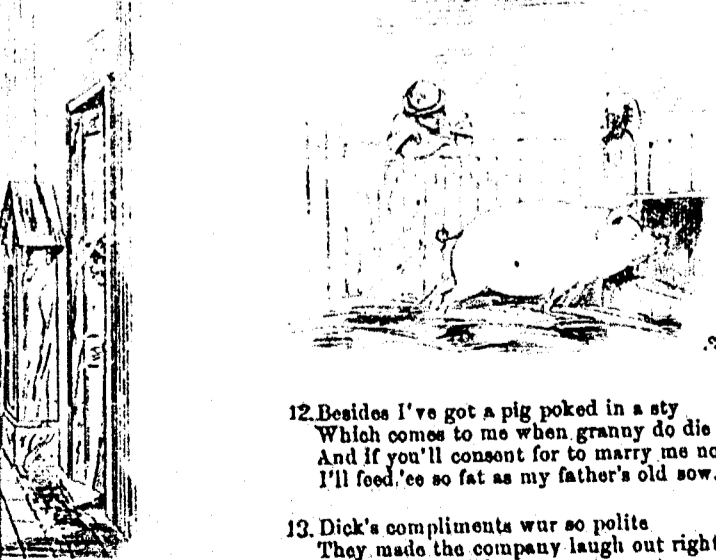 12. Besides I've got a pig poked in a sty
Which comes to me when granny do die
And if you'll consent for to marry me
I'll feed 'ee so fat as my father's old sow.
13. Dick's compliments wur so polite
They made the company laugh out right